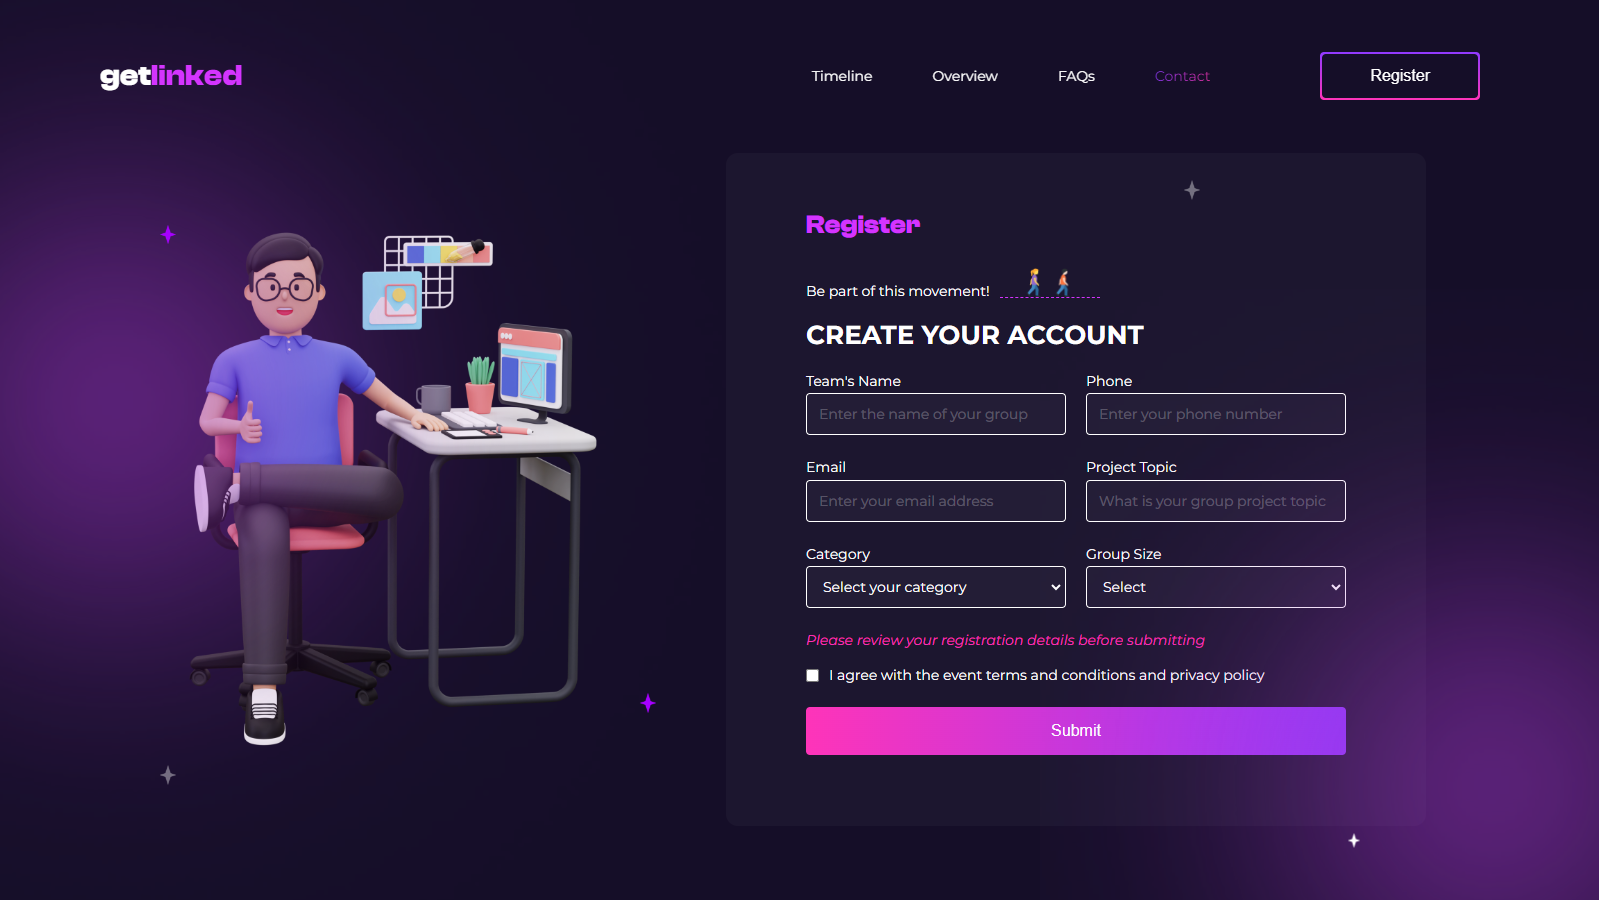 getlinked
Timeline Overview FAQs Contact Register
Register
Be part of this movement!
CREATE YOUR ACCOUNT
Team's Name Phone
Enter the name of your group Enter your phone number
Email Project Topic
Enter your email address What is your group project topic
Category Group Size
Select your category Select
Please review your registration details before submitting
I agree with the event terms and conditions and privacy policy
Submit